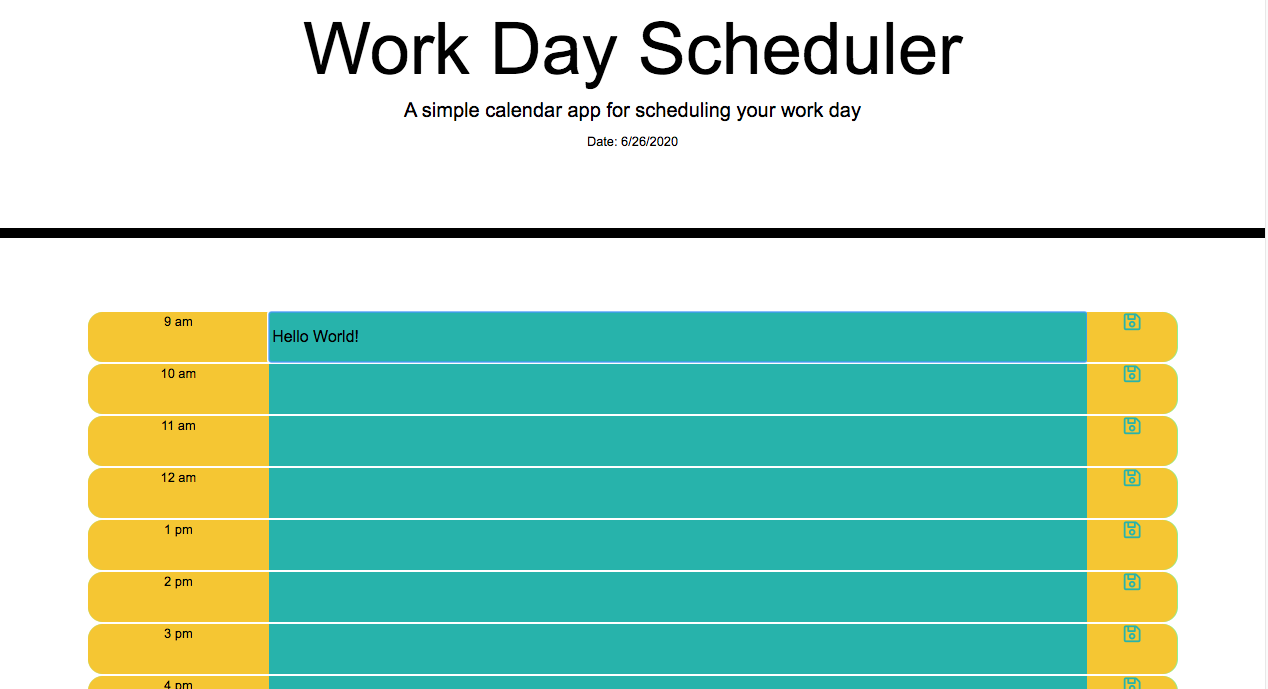 Work Day Scheduler
A simple calendar app for scheduling your work day
Date: 6/26/2020
9 am
Hello World!
10 am
11 am
12 am
1 pm
2 pm
3 pm
4 pm